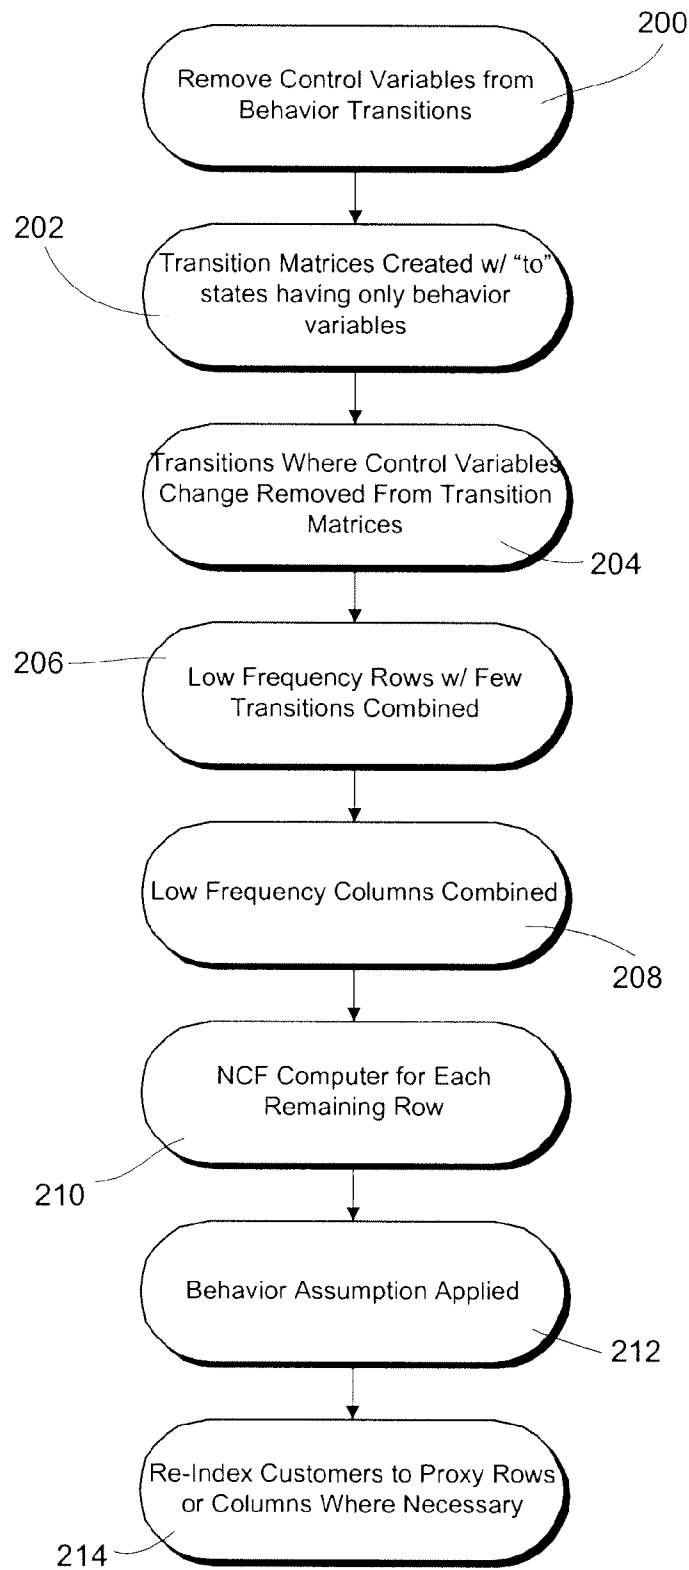 200
Remove Control Variables from
Behavior Transitions
202
Transition Matrices Created w/ “to”
states having only behavior
variables
Transitions Where Control Variables
Change Removed From Transition
Matrices
204
206
Low Frequency Rows w/ Few
Transitions Combined
Low Frequency Columns Combined
208
NCF Computer for Each
Remaining Row
210
Behavior Assumption Applied
212
Re-Index Customers to Proxy Rows
or Columns Where Necessary
214